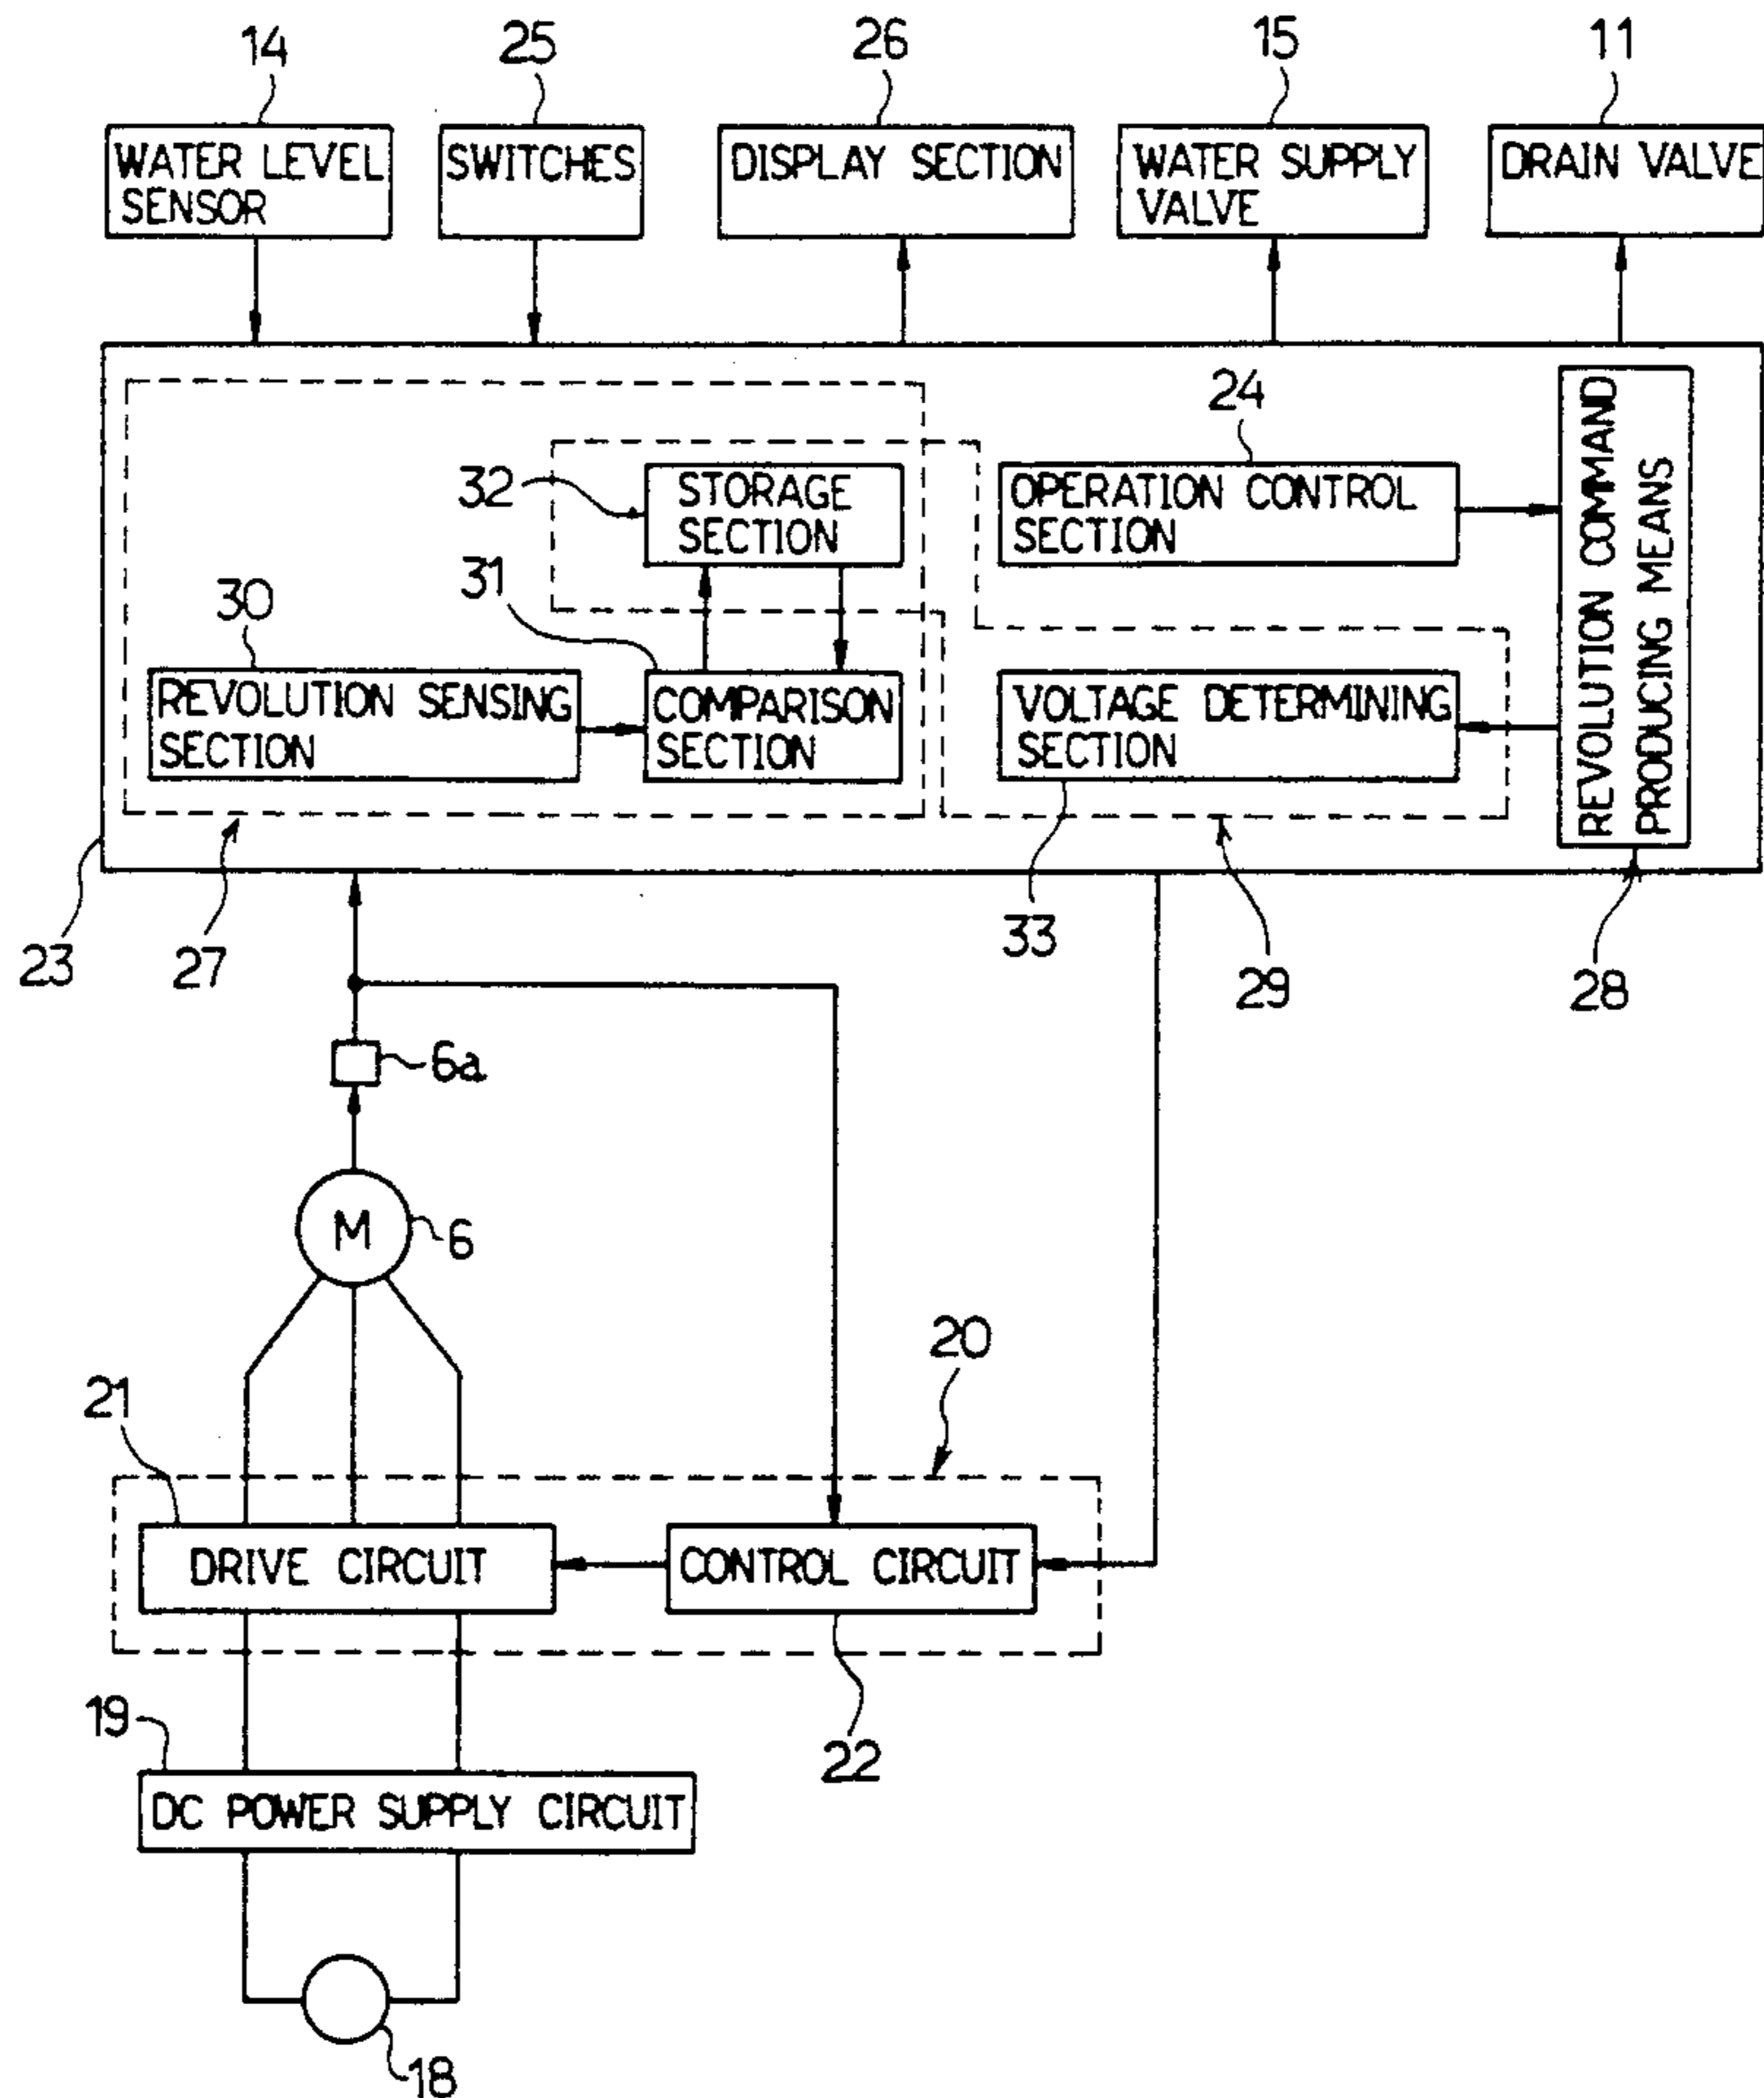 14
25
26
15
11
WATER LEVEL
SENSOR
SWITCHES
DISPLAY SECTION
WATER SUPPLY
VALVE
DRAIN VALVE
24
32
STORAGE
SECTION
OPERATION CONTROL
SECTION
REVOLUTION COMMAND
PRODUCING MEANS
31
30
REVOLUTION SENSING
SECTION
COMPARISON
SECTION
VOLTAGE DETERMINING
SECTION
23
27
33
29
28
6a
M
6
20
21
DRIVE CIRCUIT
CONTROL CIRCUIT
19
22
DC POWER SUPPLY CIRCUIT
18